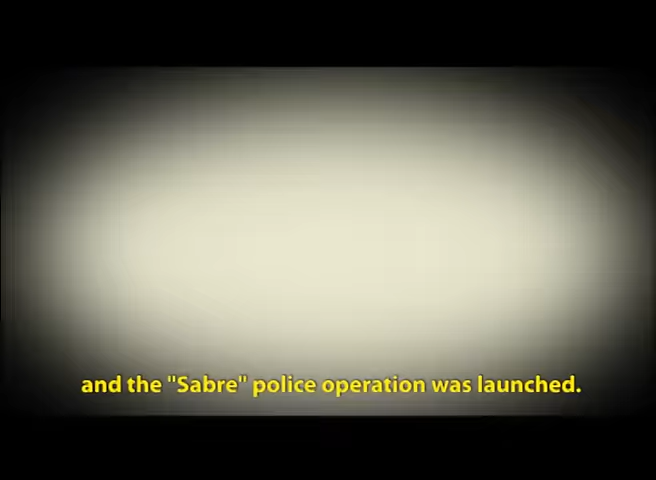 and the "Sabre" police operation was launched.